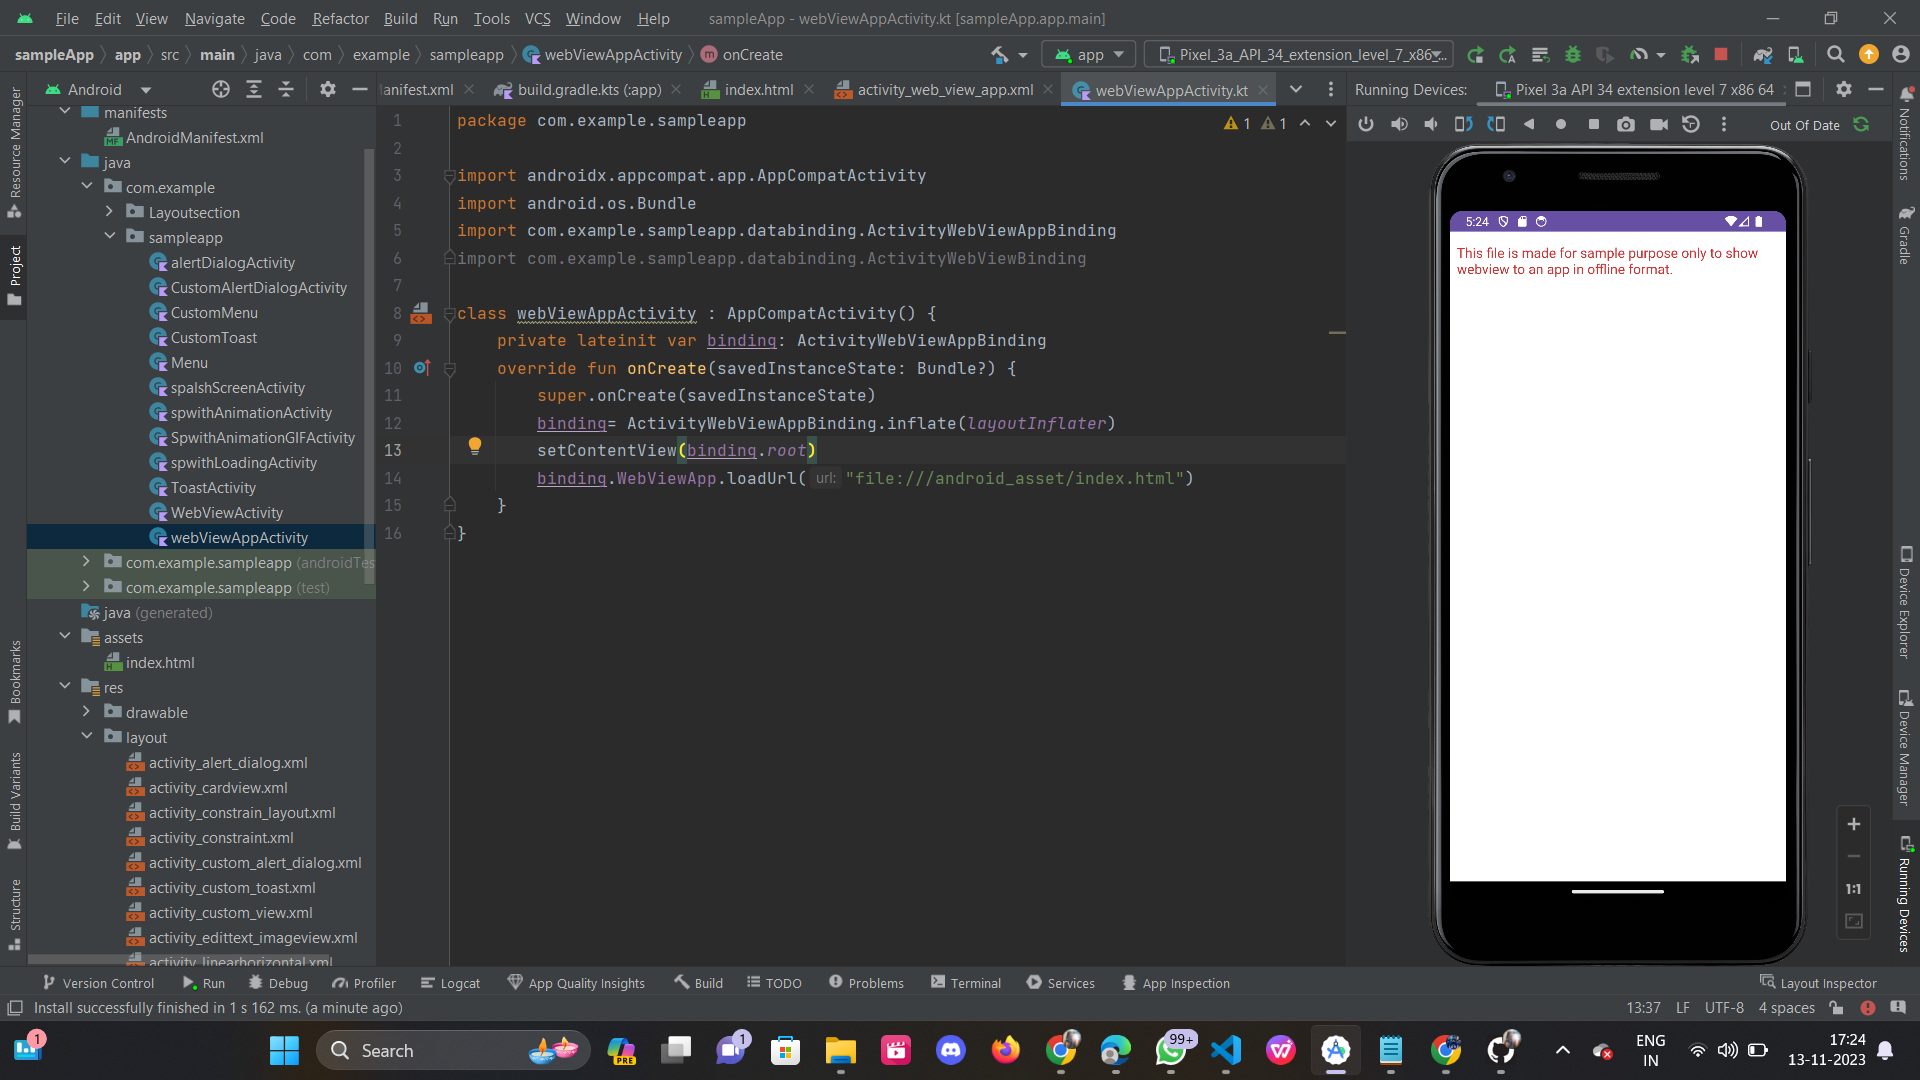 File Edit View Navigate Code Refactor Build Run Tools VCS Window Help sampleApp - webViewAppActivity.kt [sampleApp.app.main]
sampleApp app src main java com example sampleapp webViewAppActivity onCreate app Pixel_3a_API_34_extension_level_7_x86...
Android
anifest.xml build.gradle.kts (:app) index.html activity_web_view_app.xml webViewAppActivity.kt
Running Devices: Pixel 3a API 34 extension level 7 x86 64
Out Of Date
Resource Manager
Project
Bookmarks
Build Variants
Structure
manifests
AndroidManifest.xml
java
com.example
Layoutsection
sampleapp
alertDialogActivity
CustomAlertDialogActivity
CustomMenu
CustomToast
Menu
spalshScreenActivity
spwithAnimationActivity
SpwithAnimationGIFActivity
spwithLoadingActivity
ToastActivity
WebViewActivity
webViewAppActivity
com.example.sampleapp (androidTes
com.example.sampleapp (test)
java (generated)
assets
index.html
res
drawable
layout
activity_alert_dialog.xml
activity_cardview.xml
activity_constrain_layout.xml
activity_constraint.xml
activity_custom_alert_dialog.xml
activity_custom_toast.xml
activity_custom_view.xml
activity_edittext_imageview.xml
activity_linearhorizontal.xml
1 package com.example.sampleapp
1 1
2
3 import androidx.appcompat.app.AppCompatActivity
4 import android.os.Bundle
5 import com.example.sampleapp.databinding.ActivityWebViewAppBinding
6 import com.example.sampleapp.databinding.ActivityWebViewBinding
7
8 class webViewAppActivity : AppCompatActivity() {
9 private lateinit var binding: ActivityWebViewAppBinding
10 override fun onCreate(savedInstanceState: Bundle?) {
11 super.onCreate(savedInstanceState)
12 binding= ActivityWebViewAppBinding.inflate(layoutInflater)
13 setContentView(binding.root)
14 binding.WebViewApp.loadUrl( url: "file:///android_asset/index.html")
15 }
16 }
5:24
This file is made for sample purpose only to show
webview to an app in offline format.
1:1
Notifications
Gradle
Device Explorer
Device Manager
Running Devices
Version Control Run Debug Profiler Logcat App Quality Insights Build TODO Problems Terminal Services App Inspection Layout Inspector
Install successfully finished in 1 s 162 ms. (a minute ago) 13:37 LF UTF-8 4 spaces
1 Search PRE 1 99+
ENG
IN
17:24
13-11-2023